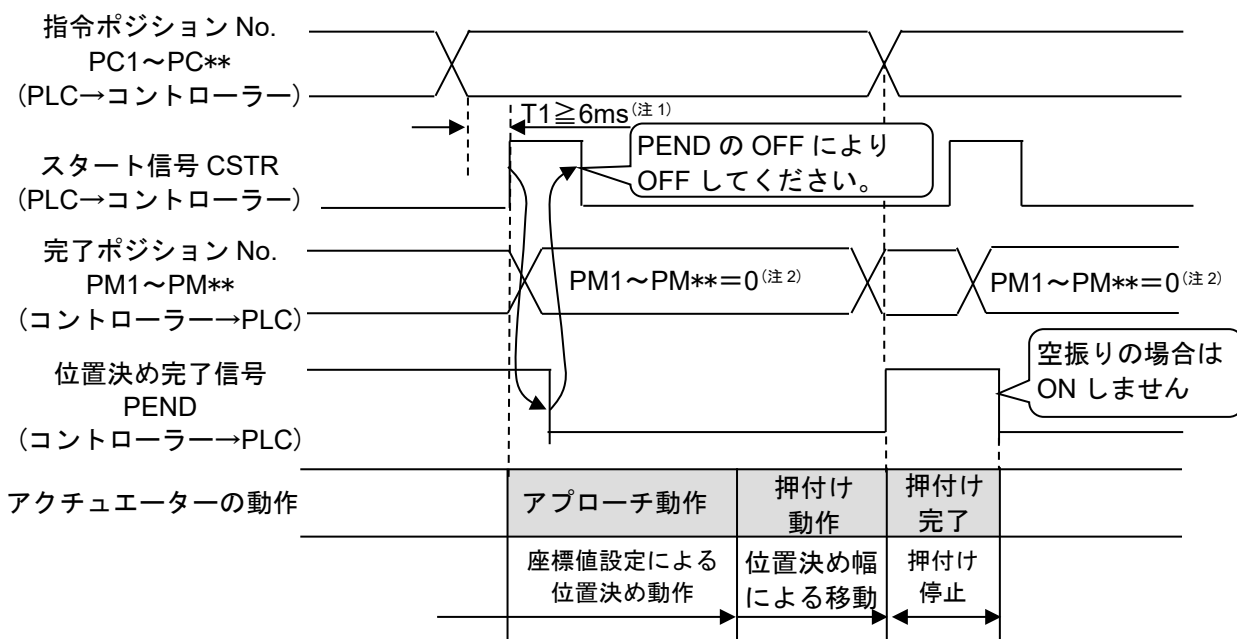 指令ポジション No.
PC1～PC**
（PLC→コントローラー）
T1≧6ms(注 1)
PEND の OFF により
OFF してください。
スタート信号 CSTR
（PLC→コントローラー）
完了ポジション No.
PM1～PM**
（コントローラー→PLC）
PM1～PM**＝0(注 2)
PM1～PM**＝0(注 2)
空振りの場合は
ON しません
位置決め完了信号
PEND
（コントローラー→PLC）
アクチュエーターの動作
アプローチ動作
押付け
動作
押付け
完了
座標値設定による
位置決め動作
位置決め幅
による移動
押付け
停止